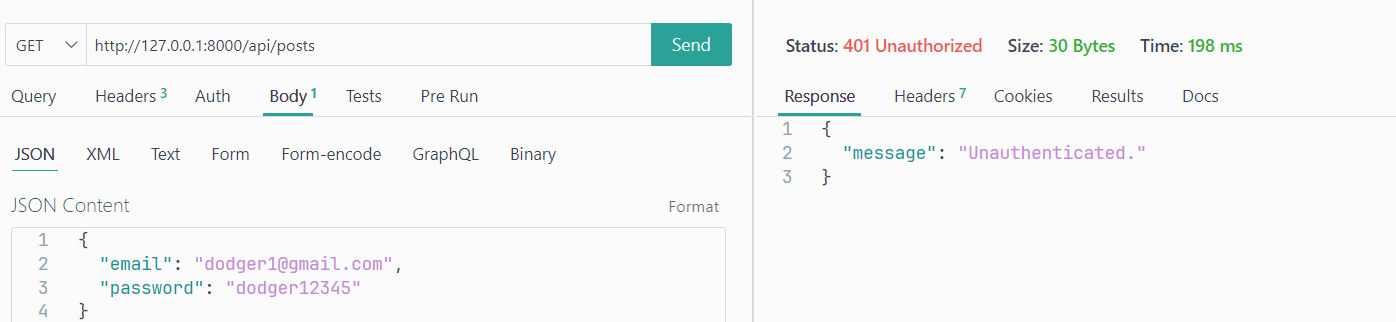 GET http://127.0.0.1:8000/api/posts Send
Query Headers 3 Auth Body 1 Tests Pre Run
JSON XML Text Form Form-encode GraphQL Binary
JSON Content Format
1 {
2 "email": "dodger1@gmail.com",
3 "password": "dodger12345"
4 }
Status: 401 Unauthorized Size: 30 Bytes Time: 198 ms
Response Headers 7 Cookies Results Docs
1 {
2 "message": "Unauthenticated."
3 }